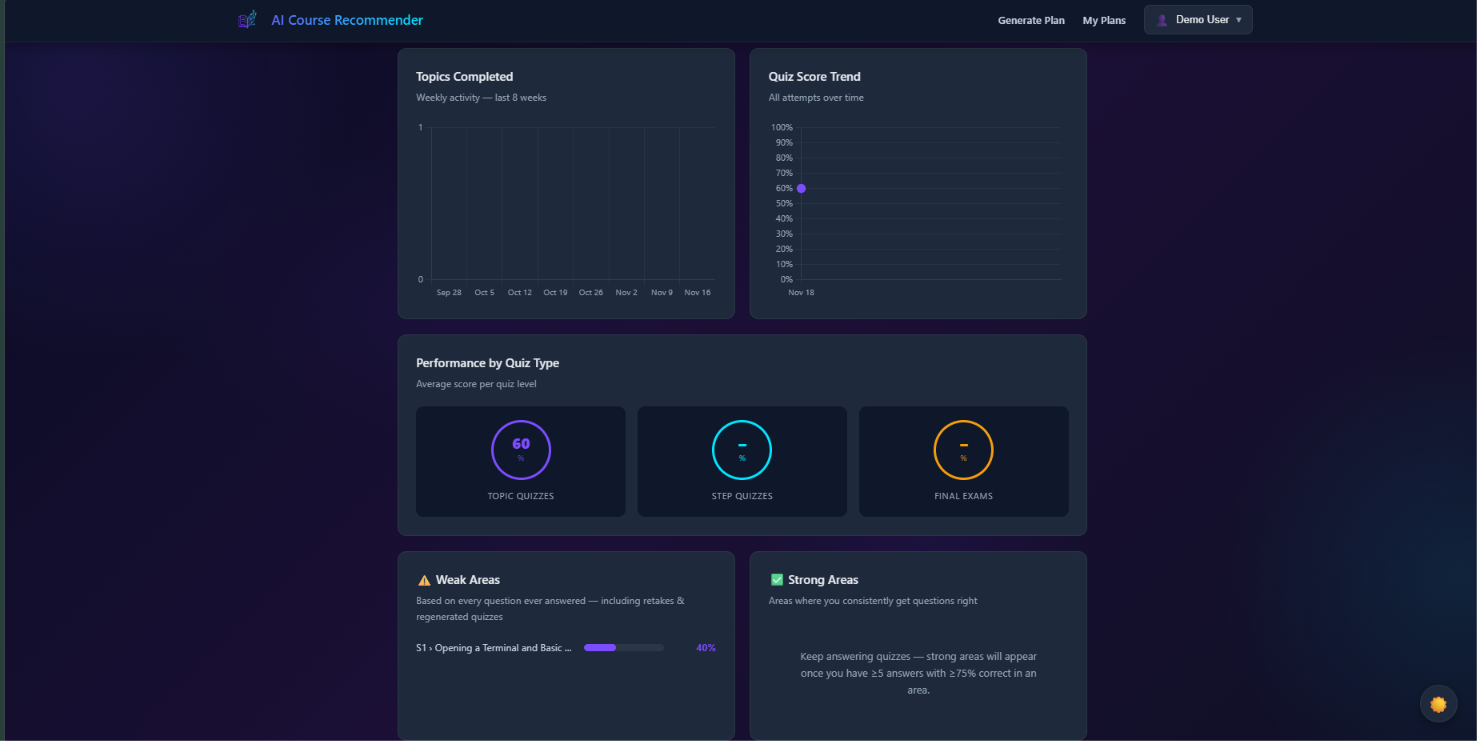 AI Course Recommender
Generate Plan
My Plans
Demo User ▾
Topics Completed
Weekly activity — last 8 weeks
1
0
Sep 28 Oct 5 Oct 12 Oct 19 Oct 26 Nov 2 Nov 9 Nov 16
Quiz Score Trend
All attempts over time
100%
90%
80%
70%
60%
50%
40%
30%
20%
10%
0%
Nov 18
Performance by Quiz Type
Average score per quiz level
60
%
TOPIC QUIZZES
–
%
STEP QUIZZES
–
%
FINAL EXAMS
Weak Areas
Based on every question ever answered — including retakes &
regenerated quizzes
S1 › Opening a Terminal and Basic ... 40%
Strong Areas
Areas where you consistently get questions right
Keep answering quizzes — strong areas will appear
once you have ≥5 answers with ≥75% correct in an
area.